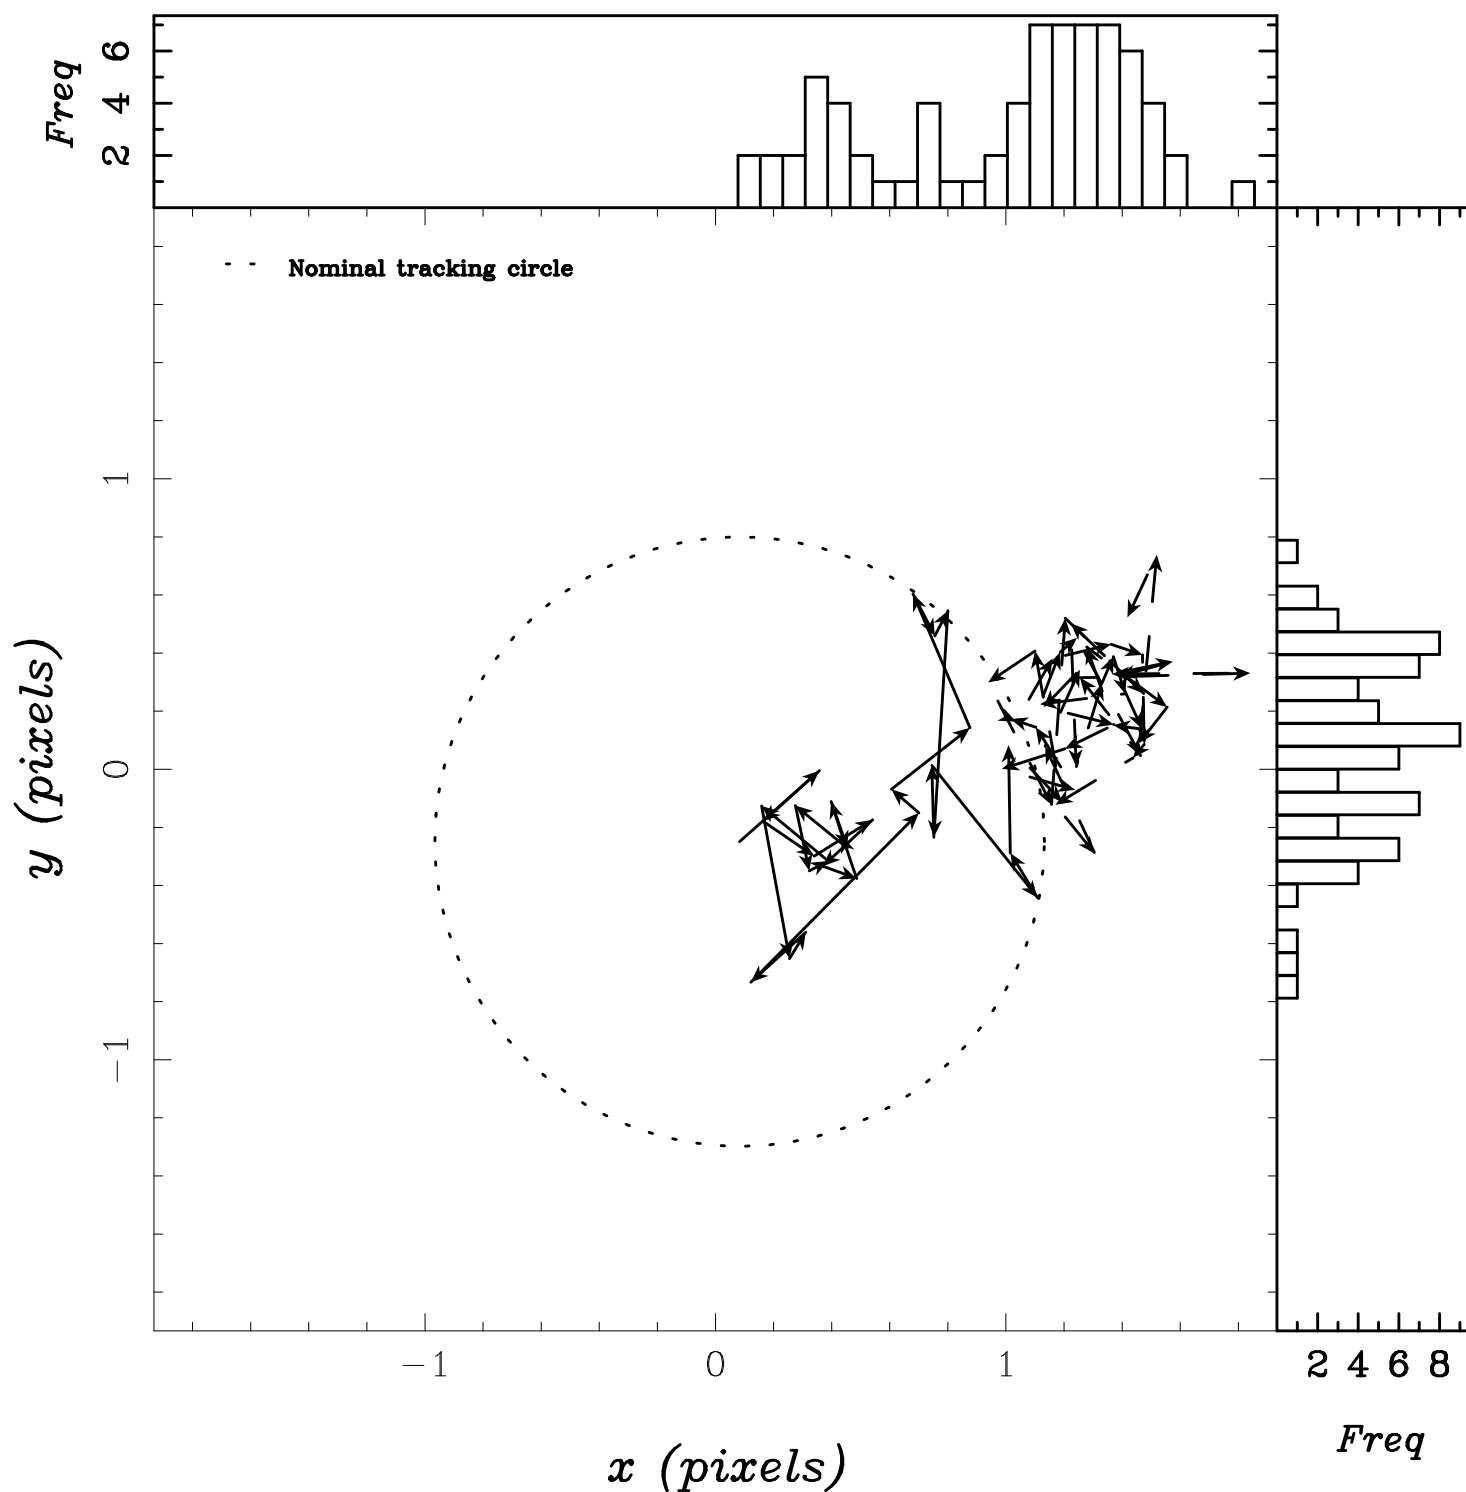 Freq
6
4
2
Nominal tracking circle
y (pixels)
1
0
−1
−1 0 1
2 4 6 8
x (pixels)
Freq